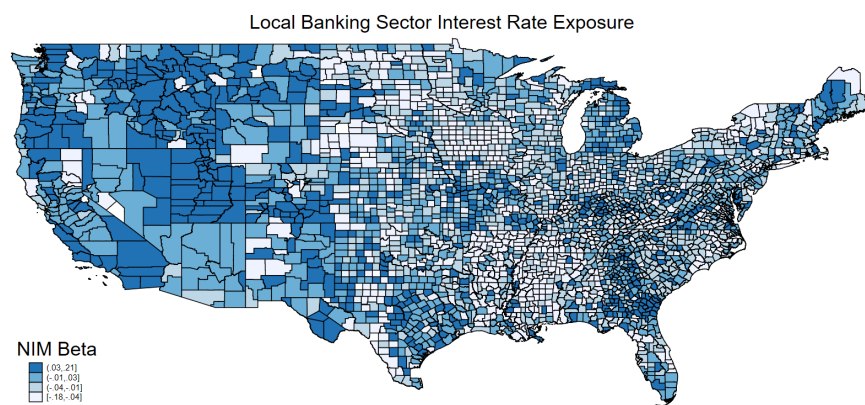 Local Banking Sector Interest Rate Exposure
NIM Beta
(.03,.21]
(-.01,.03]
(-.04,-.01]
[-.18,-.04]